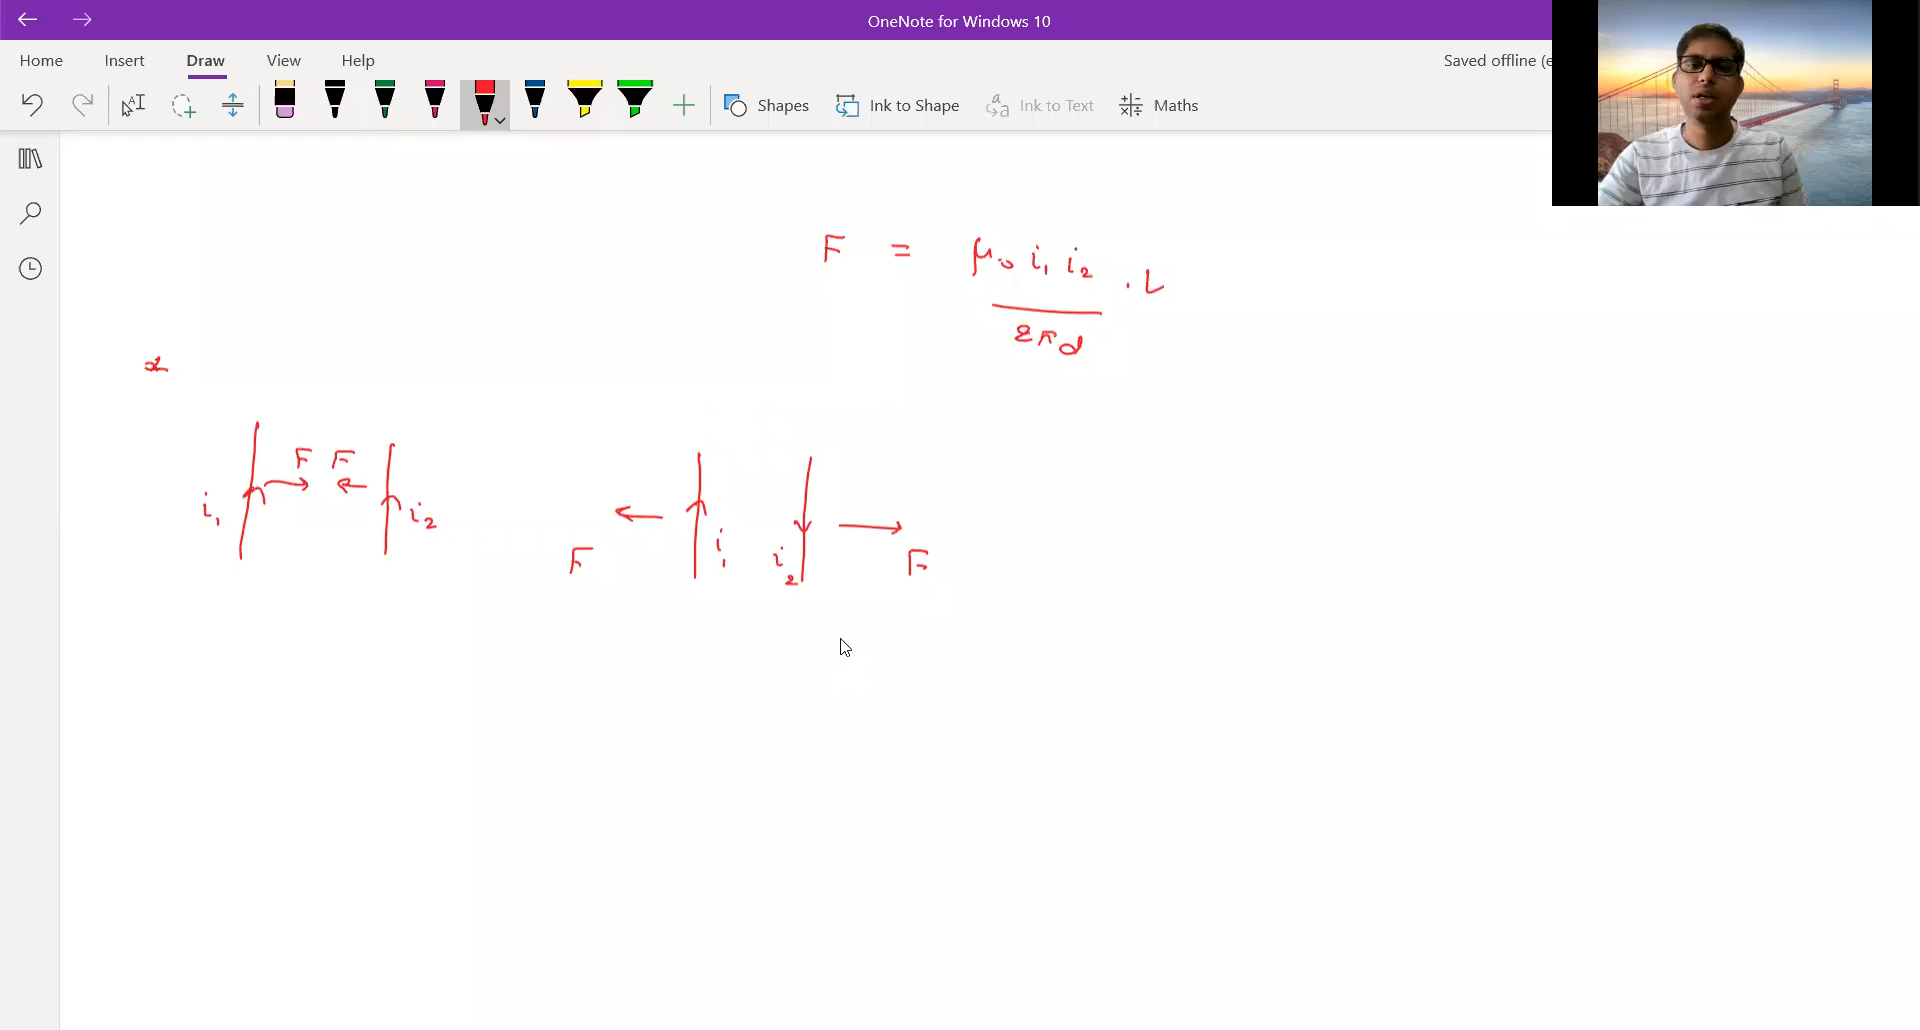 OneNote for Windows 10
Home Insert Draw View Help
Saved offline (e
Shapes Ink to Shape Ink to Text Maths
F = μ₀ i₁ i₂ . L
2πd
F F
i₁ i₂
F i₁ i₂ F